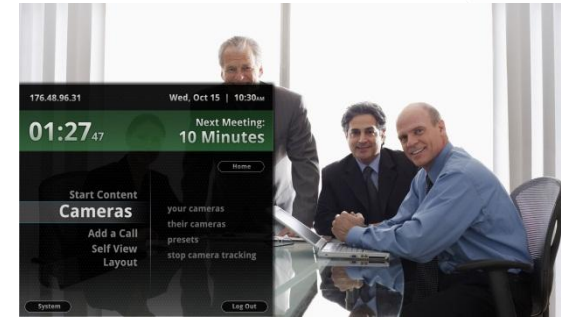 176.48.96.31
Wed, Oct 15 | 10:30AM
01:27 47
Next Meeting:
10 Minutes
Home
Start Content
Cameras
Add a Call
Self View
Layout
your cameras
their cameras
presets
stop camera tracking
System
Log Out